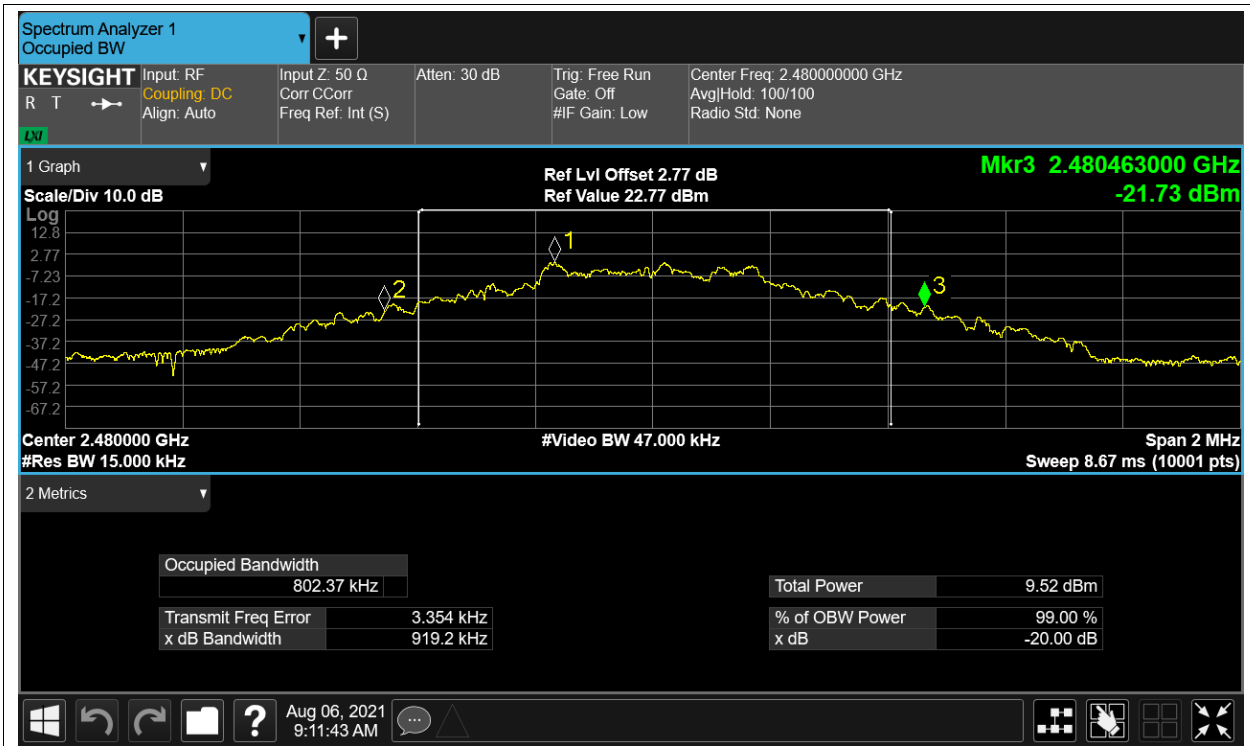 Spectrum Analyzer 1
Occupied BW
KEYSIGHT
R T
LXI
Input: RF
Coupling: DC
Align: Auto
Input Z: 50 Ω
Corr CCorr
Freq Ref: Int (S)
Atten: 30 dB
Trig: Free Run
Gate: Off
#IF Gain: Low
Center Freq: 2.480000000 GHz
Avg|Hold: 100/100
Radio Std: None
1 Graph
Scale/Div 10.0 dB
Ref Lvl Offset 2.77 dB
Ref Value 22.77 dBm
Mkr3 2.480463000 GHz
-21.73 dBm
Log
12.8
2.77
-7.23
-17.2
-27.2
-37.2
-47.2
-57.2
-67.2
1
2
3
Center 2.480000 GHz
#Res BW 15.000 kHz
#Video BW 47.000 kHz
Span 2 MHz
Sweep 8.67 ms (10001 pts)
2 Metrics
Occupied Bandwidth
802.37 kHz
Transmit Freq Error 3.354 kHz
x dB Bandwidth 919.2 kHz
Total Power 9.52 dBm
% of OBW Power 99.00 %
x dB -20.00 dB
?
Aug 06, 2021
9:11:43 AM